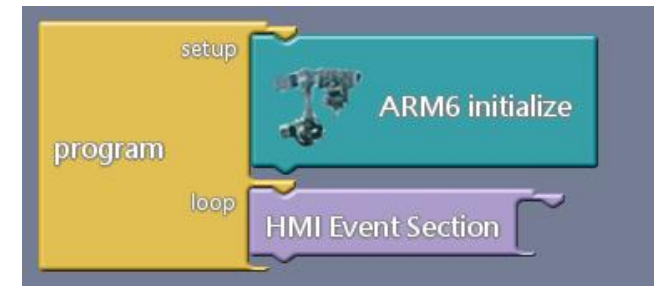 setup
ARM6 initialize
program
loop
HMI Event Section